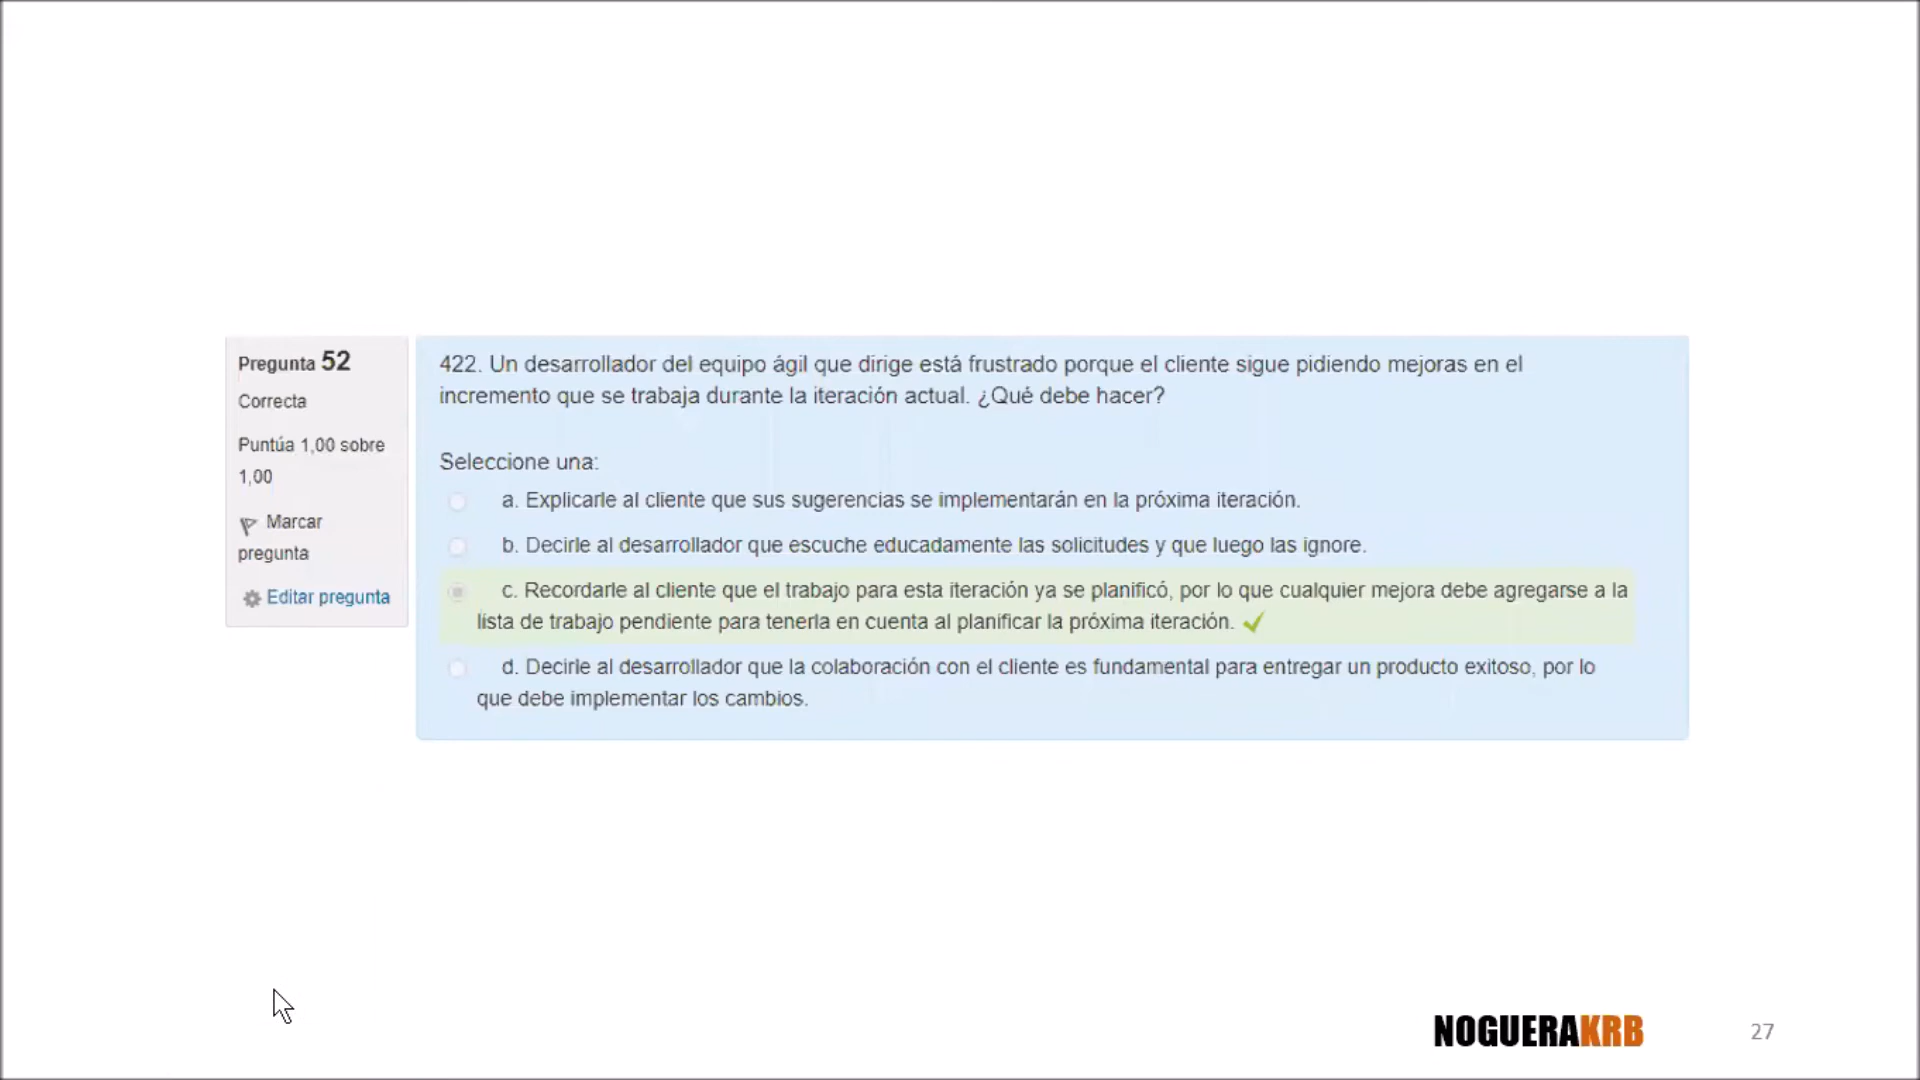 Pregunta 52
Correcta
Puntúa 1,00 sobre
1,00
Marcar
pregunta
Editar pregunta
422. Un desarrollador del equipo ágil que dirige está frustrado porque el cliente sigue pidiendo mejoras en el
incremento que se trabaja durante la iteración actual. ¿Qué debe hacer?
Seleccione una:
a. Explicarle al cliente que sus sugerencias se implementarán en la próxima iteración.
b. Decirle al desarrollador que escuche educadamente las solicitudes y que luego las ignore.
c. Recordarle al cliente que el trabajo para esta iteración ya se planificó, por lo que cualquier mejora debe agregarse a la
lista de trabajo pendiente para tenerla en cuenta al planificar la próxima iteración.
d. Decirle al desarrollador que la colaboración con el cliente es fundamental para entregar un producto exitoso, por lo
que debe implementar los cambios.
NOGUERAKRB
27